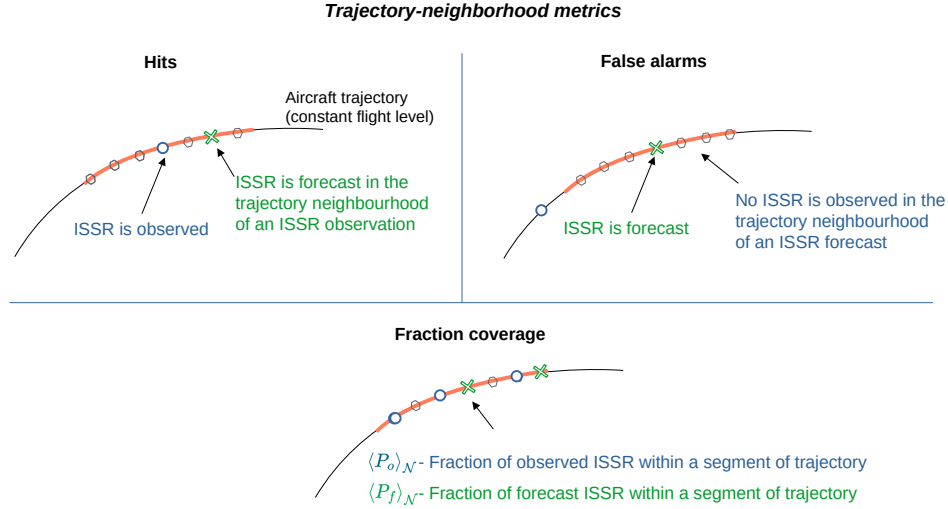 Trajectory-neighborhood metrics
Hits
Aircraft trajectory
(constant flight level)
ISSR is observed
ISSR is forecast in the
trajectory neighbourhood
of an ISSR observation
False alarms
ISSR is forecast
No ISSR is observed in the
trajectory neighbourhood
of an ISSR forecast
Fraction coverage
⟨P_o⟩_𝒩 - Fraction of observed ISSR within a segment of trajectory
⟨P_f⟩_𝒩 - Fraction of forecast ISSR within a segment of trajectory